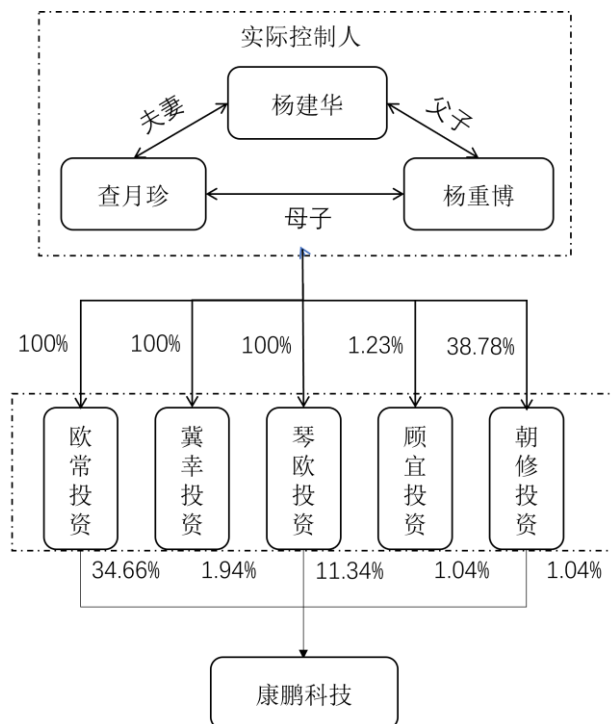 实际控制人
杨建华
夫妻
父子
查月珍
杨重博
母子
100%
100%
100%
1.23%
38.78%
欧常投资
冀幸投资
琴欧投资
顾宜投资
朝修投资
34.66%
1.94%
11.34%
1.04%
1.04%
康鹏科技